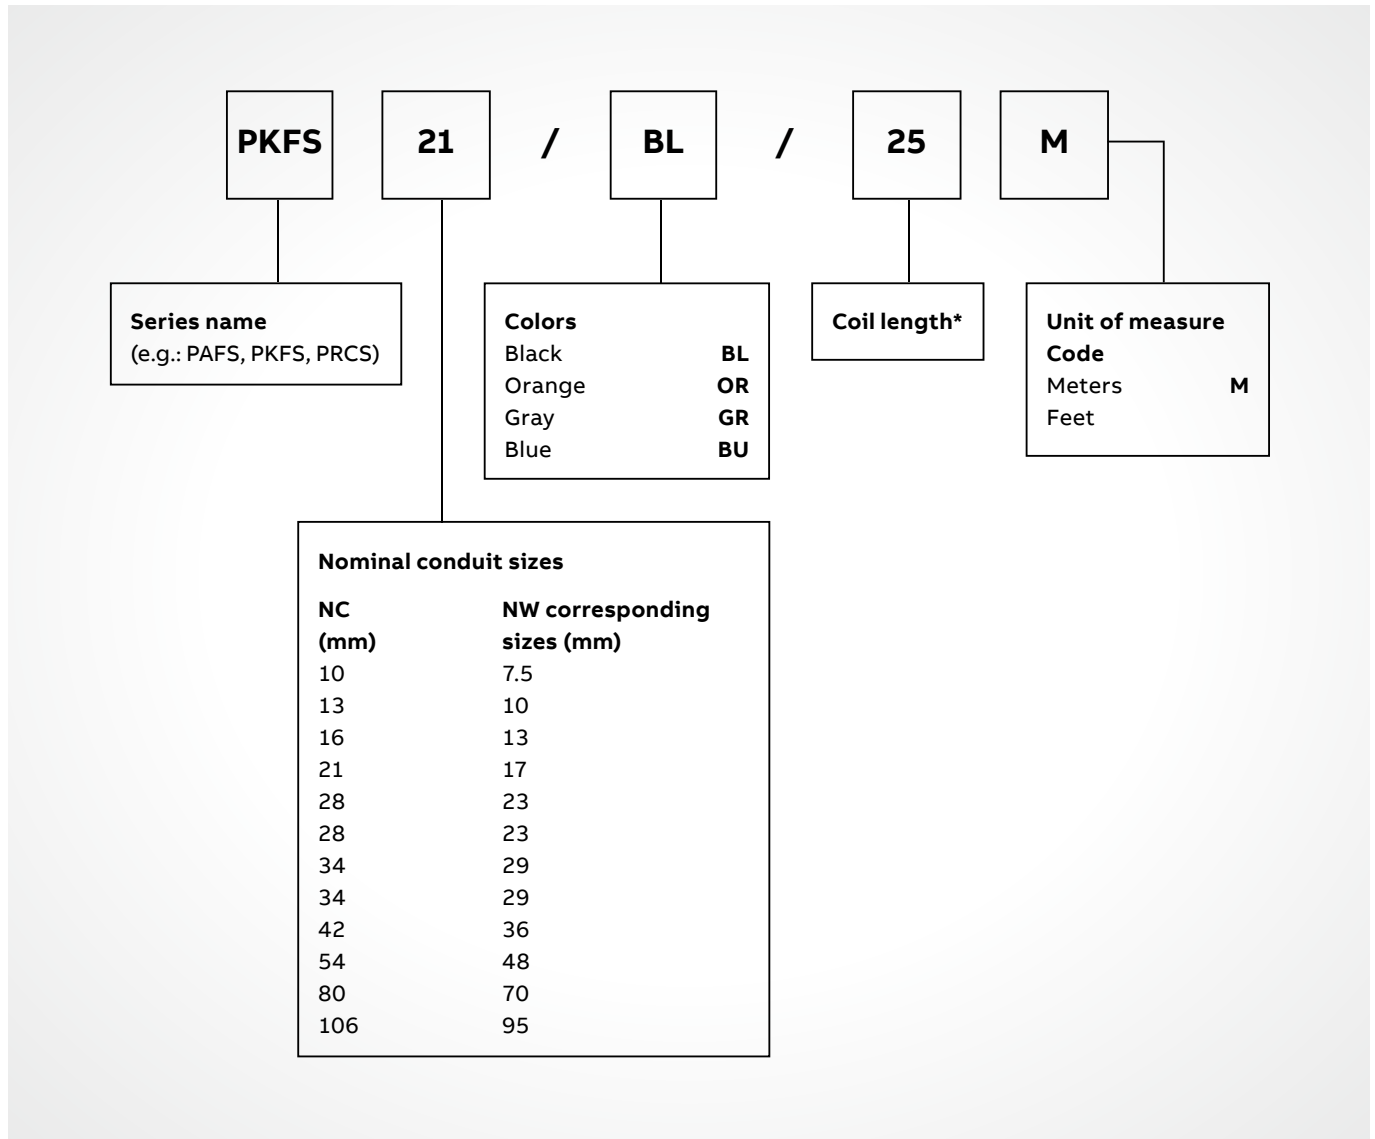 PKFS 21 / BL / 25 M
Series name
(e.g.: PAFS, PKFS, PRCS)
Colors
Black BL
Orange OR
Gray GR
Blue BU
Coil length*
Unit of measure
Code
Meters M
Feet
Nominal conduit sizes
NC NW corresponding
(mm) sizes (mm)
10 7.5
13 10
16 13
21 17
28 23
28 23
34 29
34 29
42 36
54 48
80 70
106 95